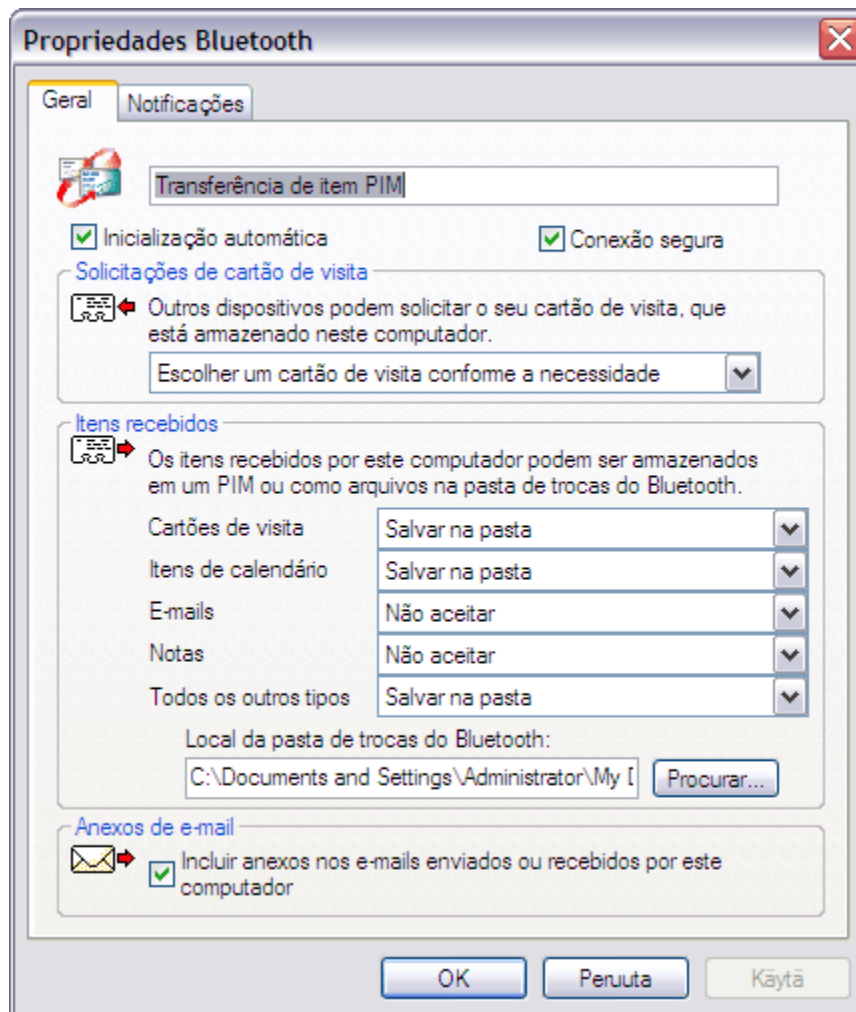 Propriedades Bluetooth
Geral
Notificações
Transferência de item PIM
Inicialização automática
Conexão segura
Solicitações de cartão de visita
Outros dispositivos podem solicitar o seu cartão de visita, que
está armazenado neste computador.
Escolher um cartão de visita conforme a necessidade
Itens recebidos
Os itens recebidos por este computador podem ser armazenados
em um PIM ou como arquivos na pasta de trocas do Bluetooth.
Cartões de visita
Salvar na pasta
Itens de calendário
Salvar na pasta
E-mails
Não aceitar
Notas
Não aceitar
Todos os outros tipos
Salvar na pasta
Local da pasta de trocas do Bluetooth:
C:\Documents and Settings\Administrator\My
Procurar...
Anexos de e-mail
Incluir anexos nos e-mails enviados ou recebidos por este
computador
OK
Peruuta
Käytä